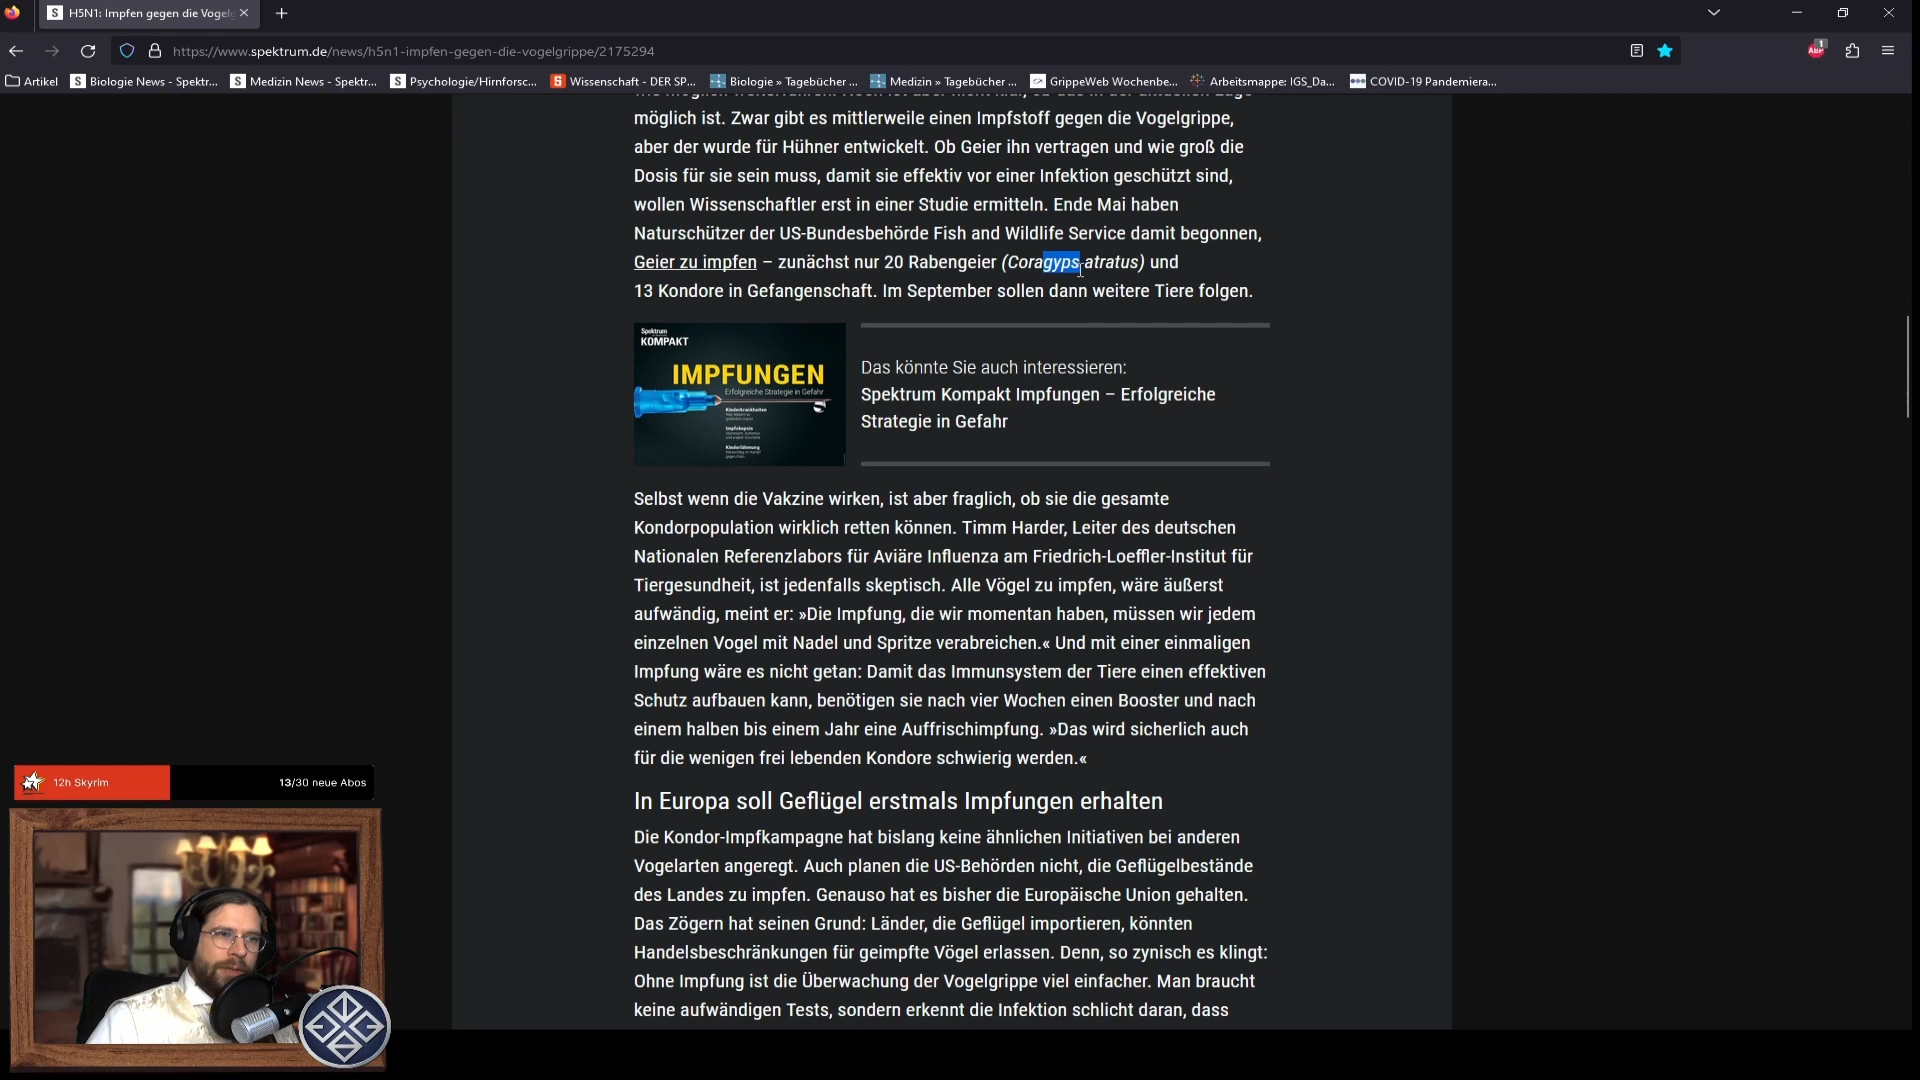 H5N1: Impfen gegen die Vogelg
https://www.spektrum.de/news/h5n1-impfen-gegen-die-vogelgrippe/2175294
Artikel
Biologie News - Spektr...
Medizin News - Spektr...
Psychologie/Hirnforsc...
Wissenschaft - DER SP...
Biologie » Tagebücher ...
Medizin » Tagebücher ...
GrippeWeb Wochenbe...
Arbeitsmappe: IGS_Da...
COVID-19 Pandemiera...
möglich ist. Zwar gibt es mittlerweile einen Impfstoff gegen die Vogelgrippe,
aber der wurde für Hühner entwickelt. Ob Geier ihn vertragen und wie groß die
Dosis für sie sein muss, damit sie effektiv vor einer Infektion geschützt sind,
wollen Wissenschaftler erst in einer Studie ermitteln. Ende Mai haben
Naturschützer der US-Bundesbehörde Fish and Wildlife Service damit begonnen,
Geier zu impfen – zunächst nur 20 Rabengeier (Coragyps atratus) und
13 Kondore in Gefangenschaft. Im September sollen dann weitere Tiere folgen.
Spektrum
KOMPAKT
IMPFUNGEN
Erfolgreiche Strategie in Gefahr
Kinderkrankheiten
Impfskepsis
Kinderlähmung
Das könnte Sie auch interessieren:
Spektrum Kompakt Impfungen – Erfolgreiche
Strategie in Gefahr
Selbst wenn die Vakzine wirken, ist aber fraglich, ob sie die gesamte
Kondorpopulation wirklich retten können. Timm Harder, Leiter des deutschen
Nationalen Referenzlabors für Aviäre Influenza am Friedrich-Loeffler-Institut für
Tiergesundheit, ist jedenfalls skeptisch. Alle Vögel zu impfen, wäre äußerst
aufwändig, meint er: »Die Impfung, die wir momentan haben, müssen wir jedem
einzelnen Vogel mit Nadel und Spritze verabreichen.« Und mit einer einmaligen
Impfung wäre es nicht getan: Damit das Immunsystem der Tiere einen effektiven
Schutz aufbauen kann, benötigen sie nach vier Wochen einen Booster und nach
einem halben bis einem Jahr eine Auffrischimpfung. »Das wird sicherlich auch
für die wenigen frei lebenden Kondore schwierig werden.«
In Europa soll Geflügel erstmals Impfungen erhalten
Die Kondor-Impfkampagne hat bislang keine ähnlichen Initiativen bei anderen
Vogelarten angeregt. Auch planen die US-Behörden nicht, die Geflügelbestände
des Landes zu impfen. Genauso hat es bisher die Europäische Union gehalten.
Das Zögern hat seinen Grund: Länder, die Geflügel importieren, könnten
Handelsbeschränkungen für geimpfte Vögel erlassen. Denn, so zynisch es klingt:
Ohne Impfung ist die Überwachung der Vogelgrippe viel einfacher. Man braucht
keine aufwändigen Tests, sondern erkennt die Infektion schlicht daran, dass
12h Skyrim
13/30 neue Abos